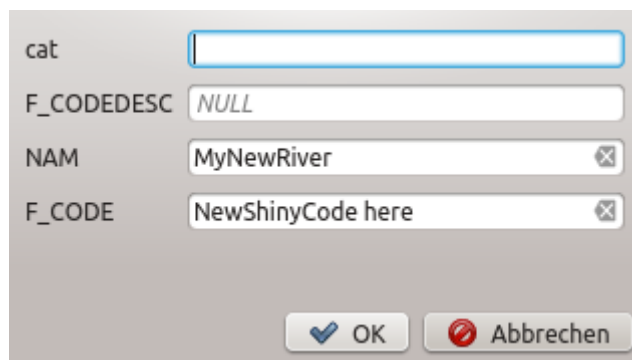 cat
F_CODEDESC NULL
NAM MyNewRiver
F_CODE NewShinyCode here
OK Abbrechen